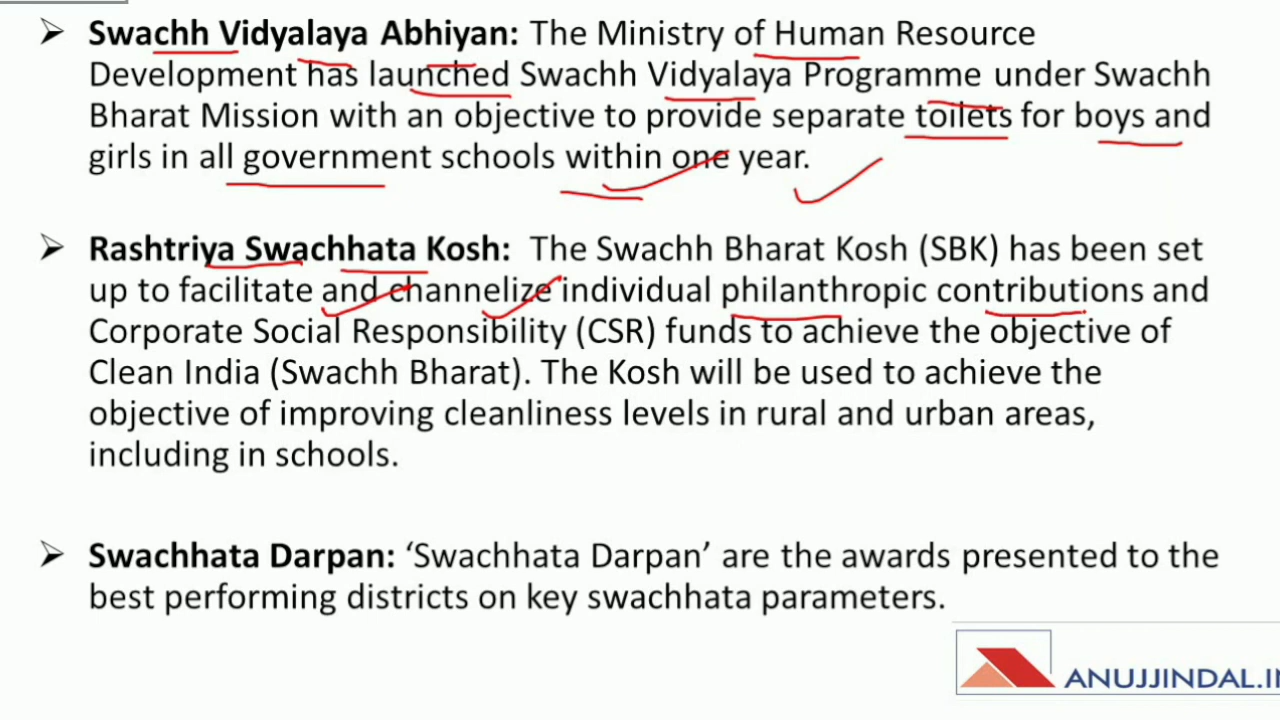 Swachh Vidyalaya Abhiyan: The Ministry of Human Resource
Development has launched Swachh Vidyalaya Programme under Swachh
Bharat Mission with an objective to provide separate toilets for boys and
girls in all government schools within one year.
Rashtriya Swachhata Kosh: The Swachh Bharat Kosh (SBK) has been set
up to facilitate and channelize individual philanthropic contributions and
Corporate Social Responsibility (CSR) funds to achieve the objective of
Clean India (Swachh Bharat). The Kosh will be used to achieve the
objective of improving cleanliness levels in rural and urban areas,
including in schools.
Swachhata Darpan: ‘Swachhata Darpan’ are the awards presented to the
best performing districts on key swachhata parameters.
ANUJJINDAL.IN